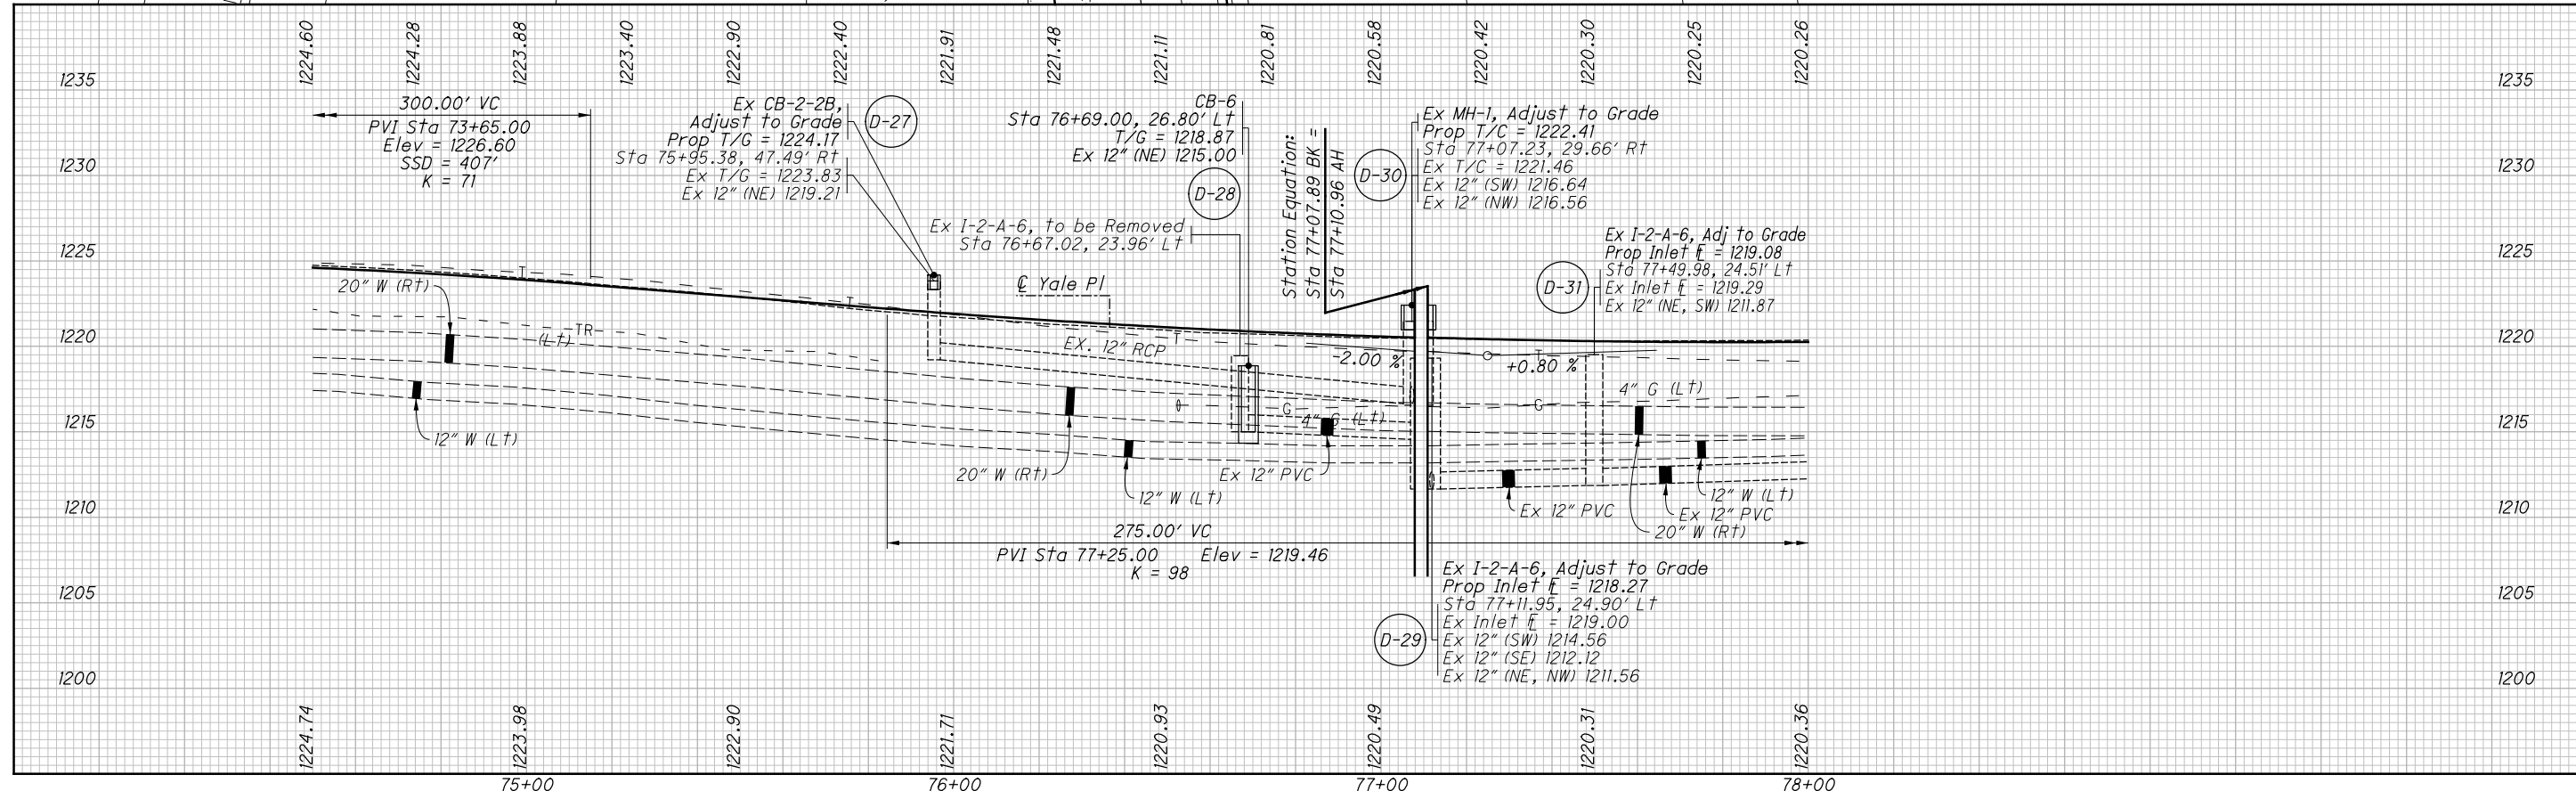 1224.60
1224.28
1223.88
1223.40
1222.90
1222.40
1221.91
1221.48
1221.11
1220.81
1220.58
1220.42
1220.30
1220.25
1220.26
1235
1235
1230
1230
1225
1225
1220
1220
1215
1215
1210
1210
1205
1205
1200
1200
300.00' VC
PVI Sta 73+65.00
Elev = 1226.60
SSD = 407'
K = 71
Ex CB-2-2B,
Adjust to Grade
Prop T/G = 1224.17
Sta 75+95.38, 47.49' Rt
Ex T/G = 1223.83
Ex 12" (NE) 1219.21
D-27
CB-6
Sta 76+69.00, 26.80' Lt
T/G = 1218.87
Ex 12" (NE) 1215.00
D-28
Ex I-2-A-6, to be Removed
Sta 76+67.02, 23.96' Lt
Station Equation:
Sta 77+07.89 BK =
Sta 77+10.96 AH
D-30
Ex MH-1, Adjust to Grade
Prop T/C = 1222.41
Sta 77+07.23, 29.66' Rt
Ex T/C = 1221.46
Ex 12" (SW) 1216.64
Ex 12" (NW) 1216.56
D-31
Ex I-2-A-6, Adj to Grade
Prop Inlet FL = 1219.08
Sta 77+49.98, 24.51' Lt
Ex Inlet FL = 1219.29
Ex 12" (NE, SW) 1211.87
20" W (Rt)
T
TR
(Lt)
T
℄ Yale Pl
EX. 12" RCP
T
-2.00 %
T
+0.80 %
12" W (Lt)
20" W (Rt)
12" W (Lt)
G
4" G (Lt)
Ex 12" PVC
G
4" G (Lt)
Ex 12" PVC
Ex 12" PVC
12" W (Lt)
20" W (Rt)
275.00' VC
PVI Sta 77+25.00 Elev = 1219.46
K = 98
D-29
Ex I-2-A-6, Adjust to Grade
Prop Inlet FL = 1218.27
Sta 77+11.95, 24.90' Lt
Ex Inlet FL = 1219.00
Ex 12" (SW) 1214.56
Ex 12" (SE) 1212.12
Ex 12" (NE, NW) 1211.56
1224.74
1223.98
1222.90
1221.71
1220.93
1220.49
1220.31
1220.36
75+00
76+00
77+00
78+00